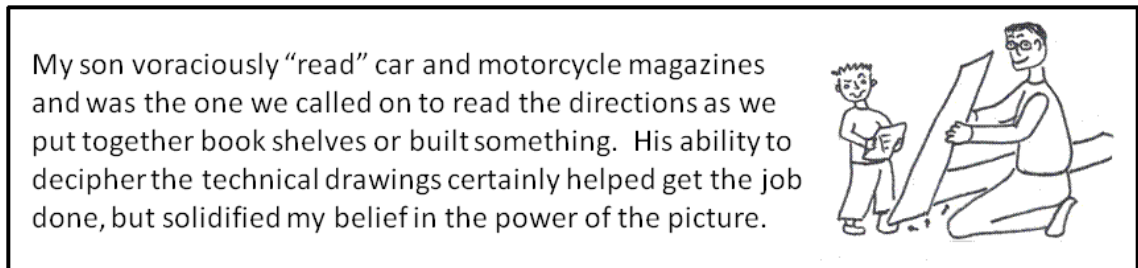 My son voraciously “read” car and motorcycle magazines
and was the one we called on to read the directions as we
put together book shelves or built something.  His ability to
decipher the technical drawings certainly helped get the job
done, but solidified my belief in the power of the picture.